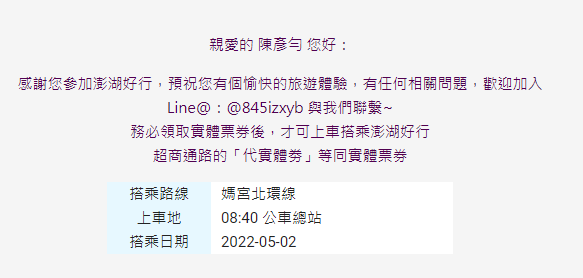 親愛的 陳彥勻 您好：
感謝您參加澎湖好行，預祝您有個愉快的旅遊體驗，有任何相關問題，歡迎加入
Line@：@845izxyb 與我們聯繫~
務必領取實體票券後，才可上車搭乘澎湖好行
超商通路的「代實體劵」等同實體票券
搭乘路線 媽宮北環線
上車地 08:40 公車總站
搭乘日期 2022-05-02